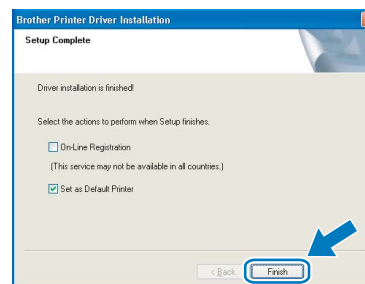 Brother Printer Driver Installation
Setup Complete
Driver installation is finished!
Select the actions to perform when Setup finishes.
On-Line Registration
(This service may not be available in all countries.)
Set as Default Printer
< Back Finish